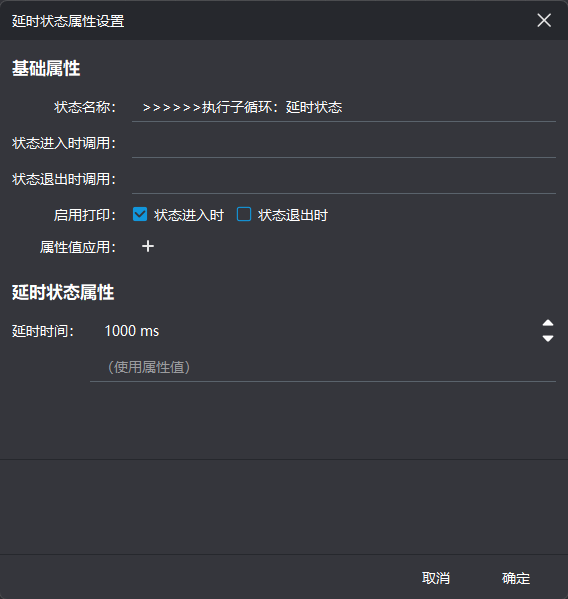 延时状态属性设置
基础属性
状态名称： >>>>>>执行子循环：延时状态
状态进入时调用：
状态退出时调用：
启用打印： 状态进入时 状态退出时
属性值应用： +
延时状态属性
延时时间： 1000 ms
（使用属性值）
取消 确定